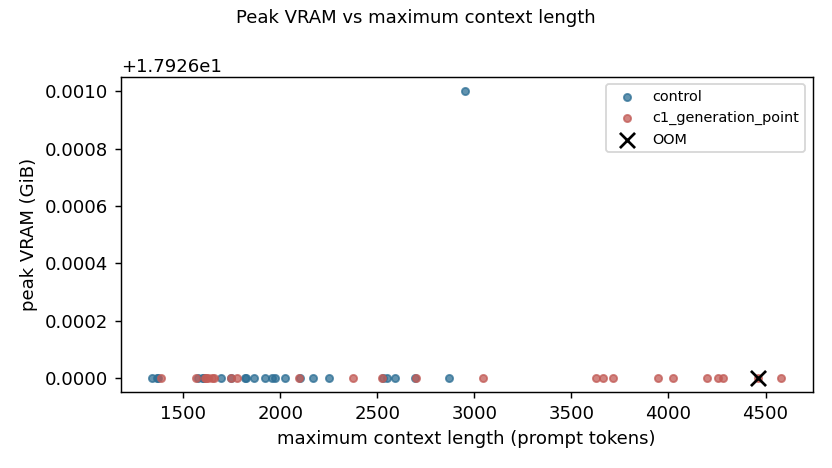 Peak VRAM vs maximum context length
+1.7926e1
0.0010
0.0008
0.0006
0.0004
0.0002
0.0000
peak VRAM (GiB)
control
c1_generation_point
OOM
1500 2000 2500 3000 3500 4000 4500
maximum context length (prompt tokens)